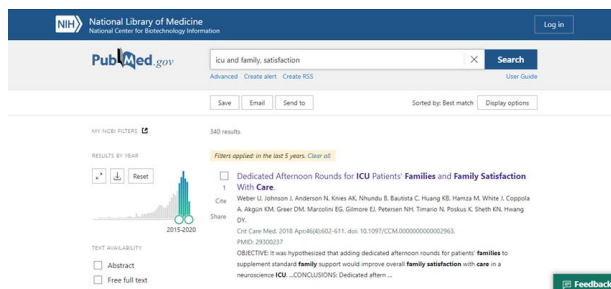 NIH National Library of Medicine
National Center for Biotechnology Information
Log in
PubMed.gov
icu and family, satisfaction
Search
Advanced Create alert Create RSS
User Guide
Save Email Send to
Sorted by: Best match Display options
MY NCBI FILTERS
340 results
RESULTS BY YEAR
Filters applied: in the last 5 years. Clear all
Reset
2015-2020
1
Cite
Share
Dedicated Afternoon Rounds for ICU Patients' Families and Family Satisfaction
With Care.
Weber U, Johnson J, Anderson N, Knies AK, Nhundu B, Bautista C, Huang KB, Hamza M, White J, Coppola
A, Akgün KM, Greer DM, Marcolini EG, Gilmore EJ, Petersen NH, Timario N, Poskus K, Sheth KN, Hwang
DY.
Crit Care Med. 2018 Apr;46(4):602-611. doi: 10.1097/CCM.0000000000002963.
PMID: 29300237
OBJECTIVE: It was hypothesized that adding dedicated afternoon rounds for patients' families to
supplement standard family support would improve overall family satisfaction with care in a
neuroscience ICU. ...CONCLUSIONS: Dedicated aftern ...
TEXT AVAILABILITY
Abstract
Free full text
Feedback